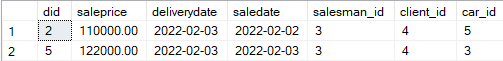 did saleprice deliverydate saledate salesman_id client_id car_id
1 2 110000.00 2022-02-03 2022-02-02 3 4 5
2 5 122000.00 2022-02-03 2022-02-03 3 4 3